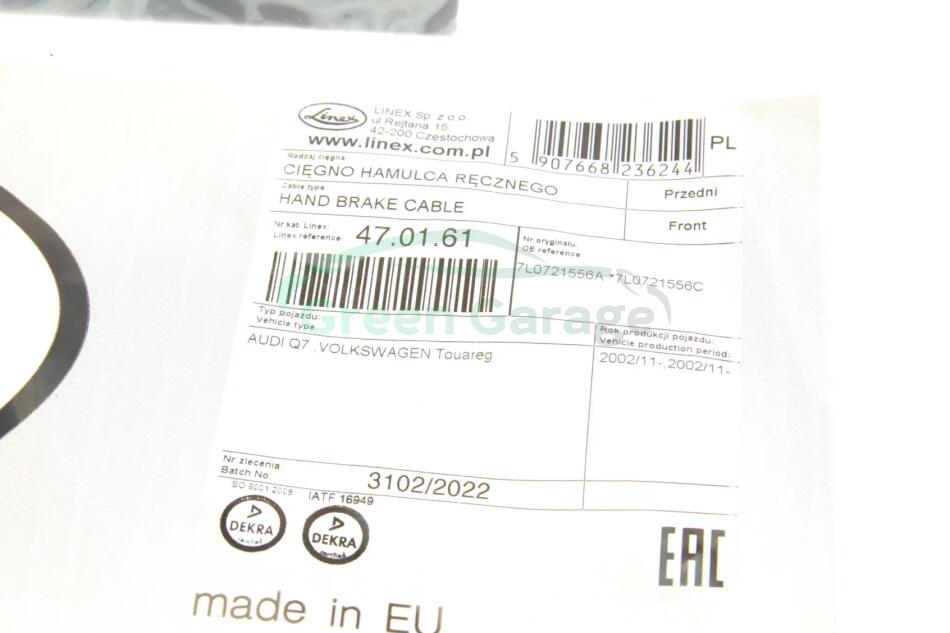 Linex
LINEX Sp. z o.o
ul Rejtana 15
42-200 Częstochowa
www.linex.com.pl
5 907668 236244
PL
Rodzaj cięgna:
CIĘGNO HAMULCA RĘCZNEGO
Przedni
Cable type:
HAND BRAKE CABLE
Front
Nr kat. Linex:
Linex reference:
47.01.61
Nr oryginału:
OE reference
7L0721556A *7L0721556C
Green Garage
Typ pojazdu:
Vehicle type:
AUDI Q7 ,VOLKSWAGEN Touareg
Rok produkcji pojazdu:
Vehicle production period:
2002/11-,2002/11-
Nr zlecenia:
Batch No:
3102/2022
ISO 9001:2008
IATF 16949
DEKRA
certified
DEKRA
certified
EAC
made in EU